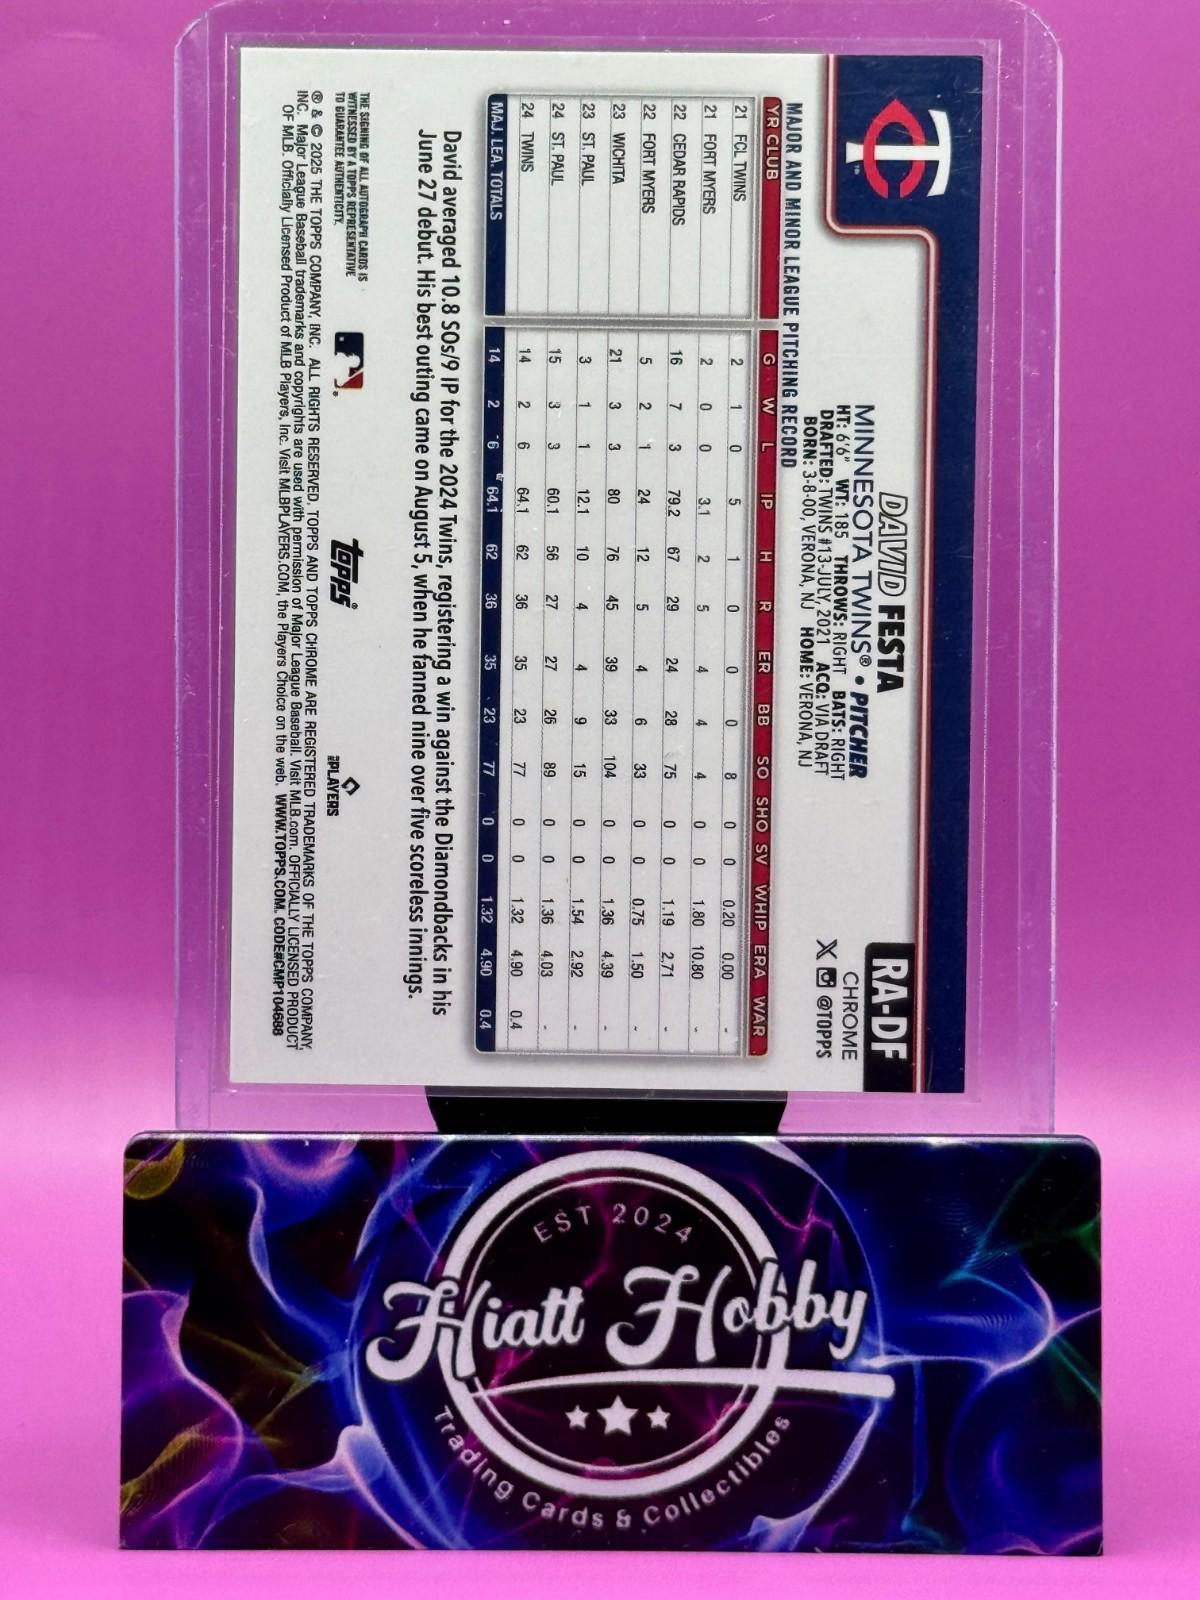 DAVID FESTA
MINNESOTA TWINS® • PITCHER
HT: 6'6" WT: 185 THROWS: RIGHT BATS: RIGHT
DRAFTED: TWINS #13-JULY, 2021 ACQ: VIA DRAFT
BORN: 3-8-00, VERONA, NJ HOME: VERONA, NJ
RA-DF
CHROME
X @TOPPS
MAJOR AND MINOR LEAGUE PITCHING RECORD
YR CLUB G W L IP H R ER BB SO SHO SV WHIP ERA WAR
21 FCL TWINS 2 1 0 5 1 0 0 0 8 0 0 0.20 0.00 -
21 FORT MYERS 2 0 0 3.1 2 5 4 4 4 0 0 1.80 10.80 -
22 CEDAR RAPIDS 16 7 3 79.2 67 29 24 28 75 0 0 1.19 2.71 -
22 FORT MYERS 5 2 1 24 12 5 4 6 33 0 0 0.75 1.50 -
23 WICHITA 21 3 3 80 76 45 39 33 104 0 0 1.36 4.39 -
23 ST. PAUL 3 1 1 12.1 10 4 4 9 15 0 0 1.54 2.92 -
24 ST. PAUL 15 3 3 60.1 56 27 27 26 89 0 0 1.36 4.03 -
24 TWINS 14 2 6 64.1 62 36 35 23 77 0 0 1.32 4.90 0.4
MAJ. LEA. TOTALS 14 2 6 64.1 62 36 35 23 77 0 0 1.32 4.90 0.4
David averaged 10.8 SOs/9 IP for the 2024 Twins, registering a win against the Diamondbacks in his
June 27 debut. His best outing came on August 5, when he fanned nine over five scoreless innings.
THE SIGNING OF ALL AUTOGRAPH CARDS IS
WITNESSED BY A TOPPS REPRESENTATIVE
TO GUARANTEE AUTHENTICITY.
topps®
MLB PLAYERS
® & © 2025 THE TOPPS COMPANY, INC. ALL RIGHTS RESERVED. TOPPS AND TOPPS CHROME ARE REGISTERED TRADEMARKS OF THE TOPPS COMPANY,
INC. Major League Baseball trademarks and copyrights are used with permission of Major League Baseball. Visit MLB.com. OFFICIALLY LICENSED PRODUCT
OF MLB. Officially Licensed Product of MLB Players, Inc. Visit MLBPLAYERS.COM, the Players Choice on the web. WWW.TOPPS.COM. CODE#CMP104688
EST 2024
Hiatt Hobby
Trading Cards & Collectibles